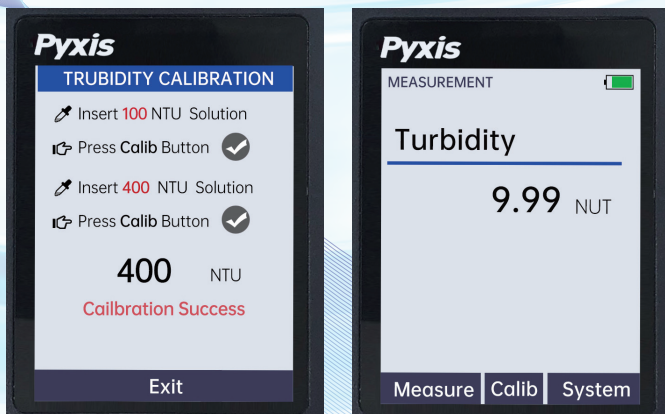 Pyxis
TRUBIDITY CALIBRATION
Insert 100 NTU Solution
Press Calib Button
Insert 400 NTU Solution
Press Calib Button
400 NTU
Cailbration Success
Exit
Pyxis
MEASUREMENT
Turbidity
9.99 NUT
Measure Calib System